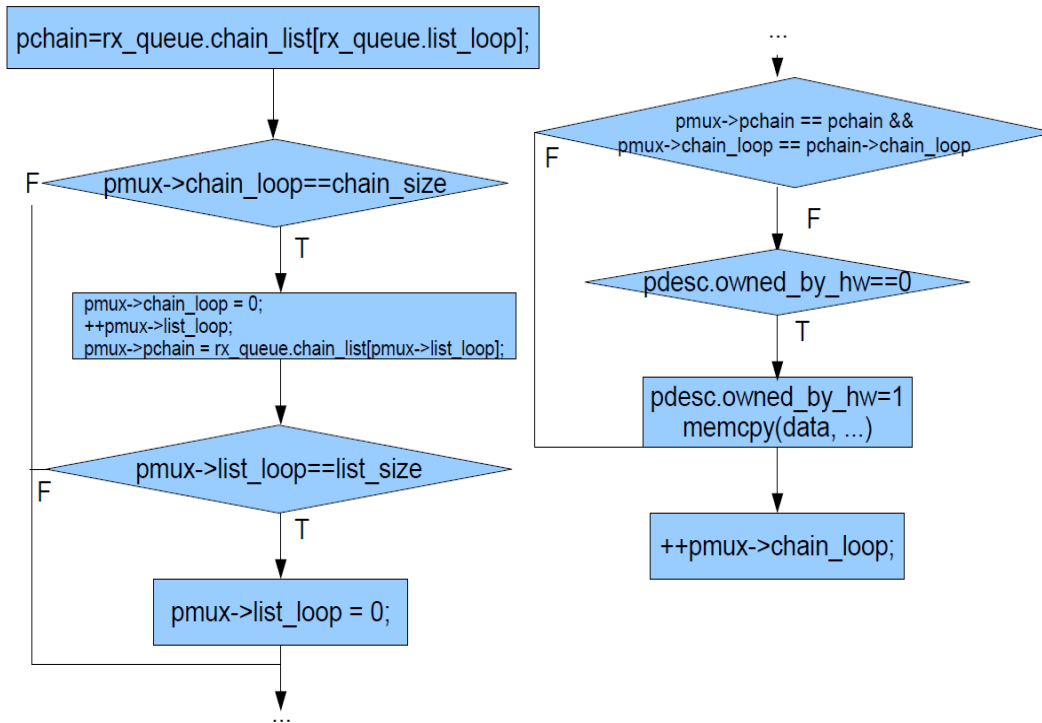 pchain=rx_queue.chain_list[rx_queue.list_loop];
F
pmux->chain_loop==chain_size
T
pmux->chain_loop = 0;
++pmux->list_loop;
pmux->pchain = rx_queue.chain_list[pmux->list_loop];
pmux->list_loop==list_size
F
T
pmux->list_loop = 0;
...
...
pmux->pchain == pchain &&
pmux->chain_loop == pchain->chain_loop
F
F
pdesc.owned_by_hw==0
T
pdesc.owned_by_hw=1
memcpy(data, ...)
++pmux->chain_loop;